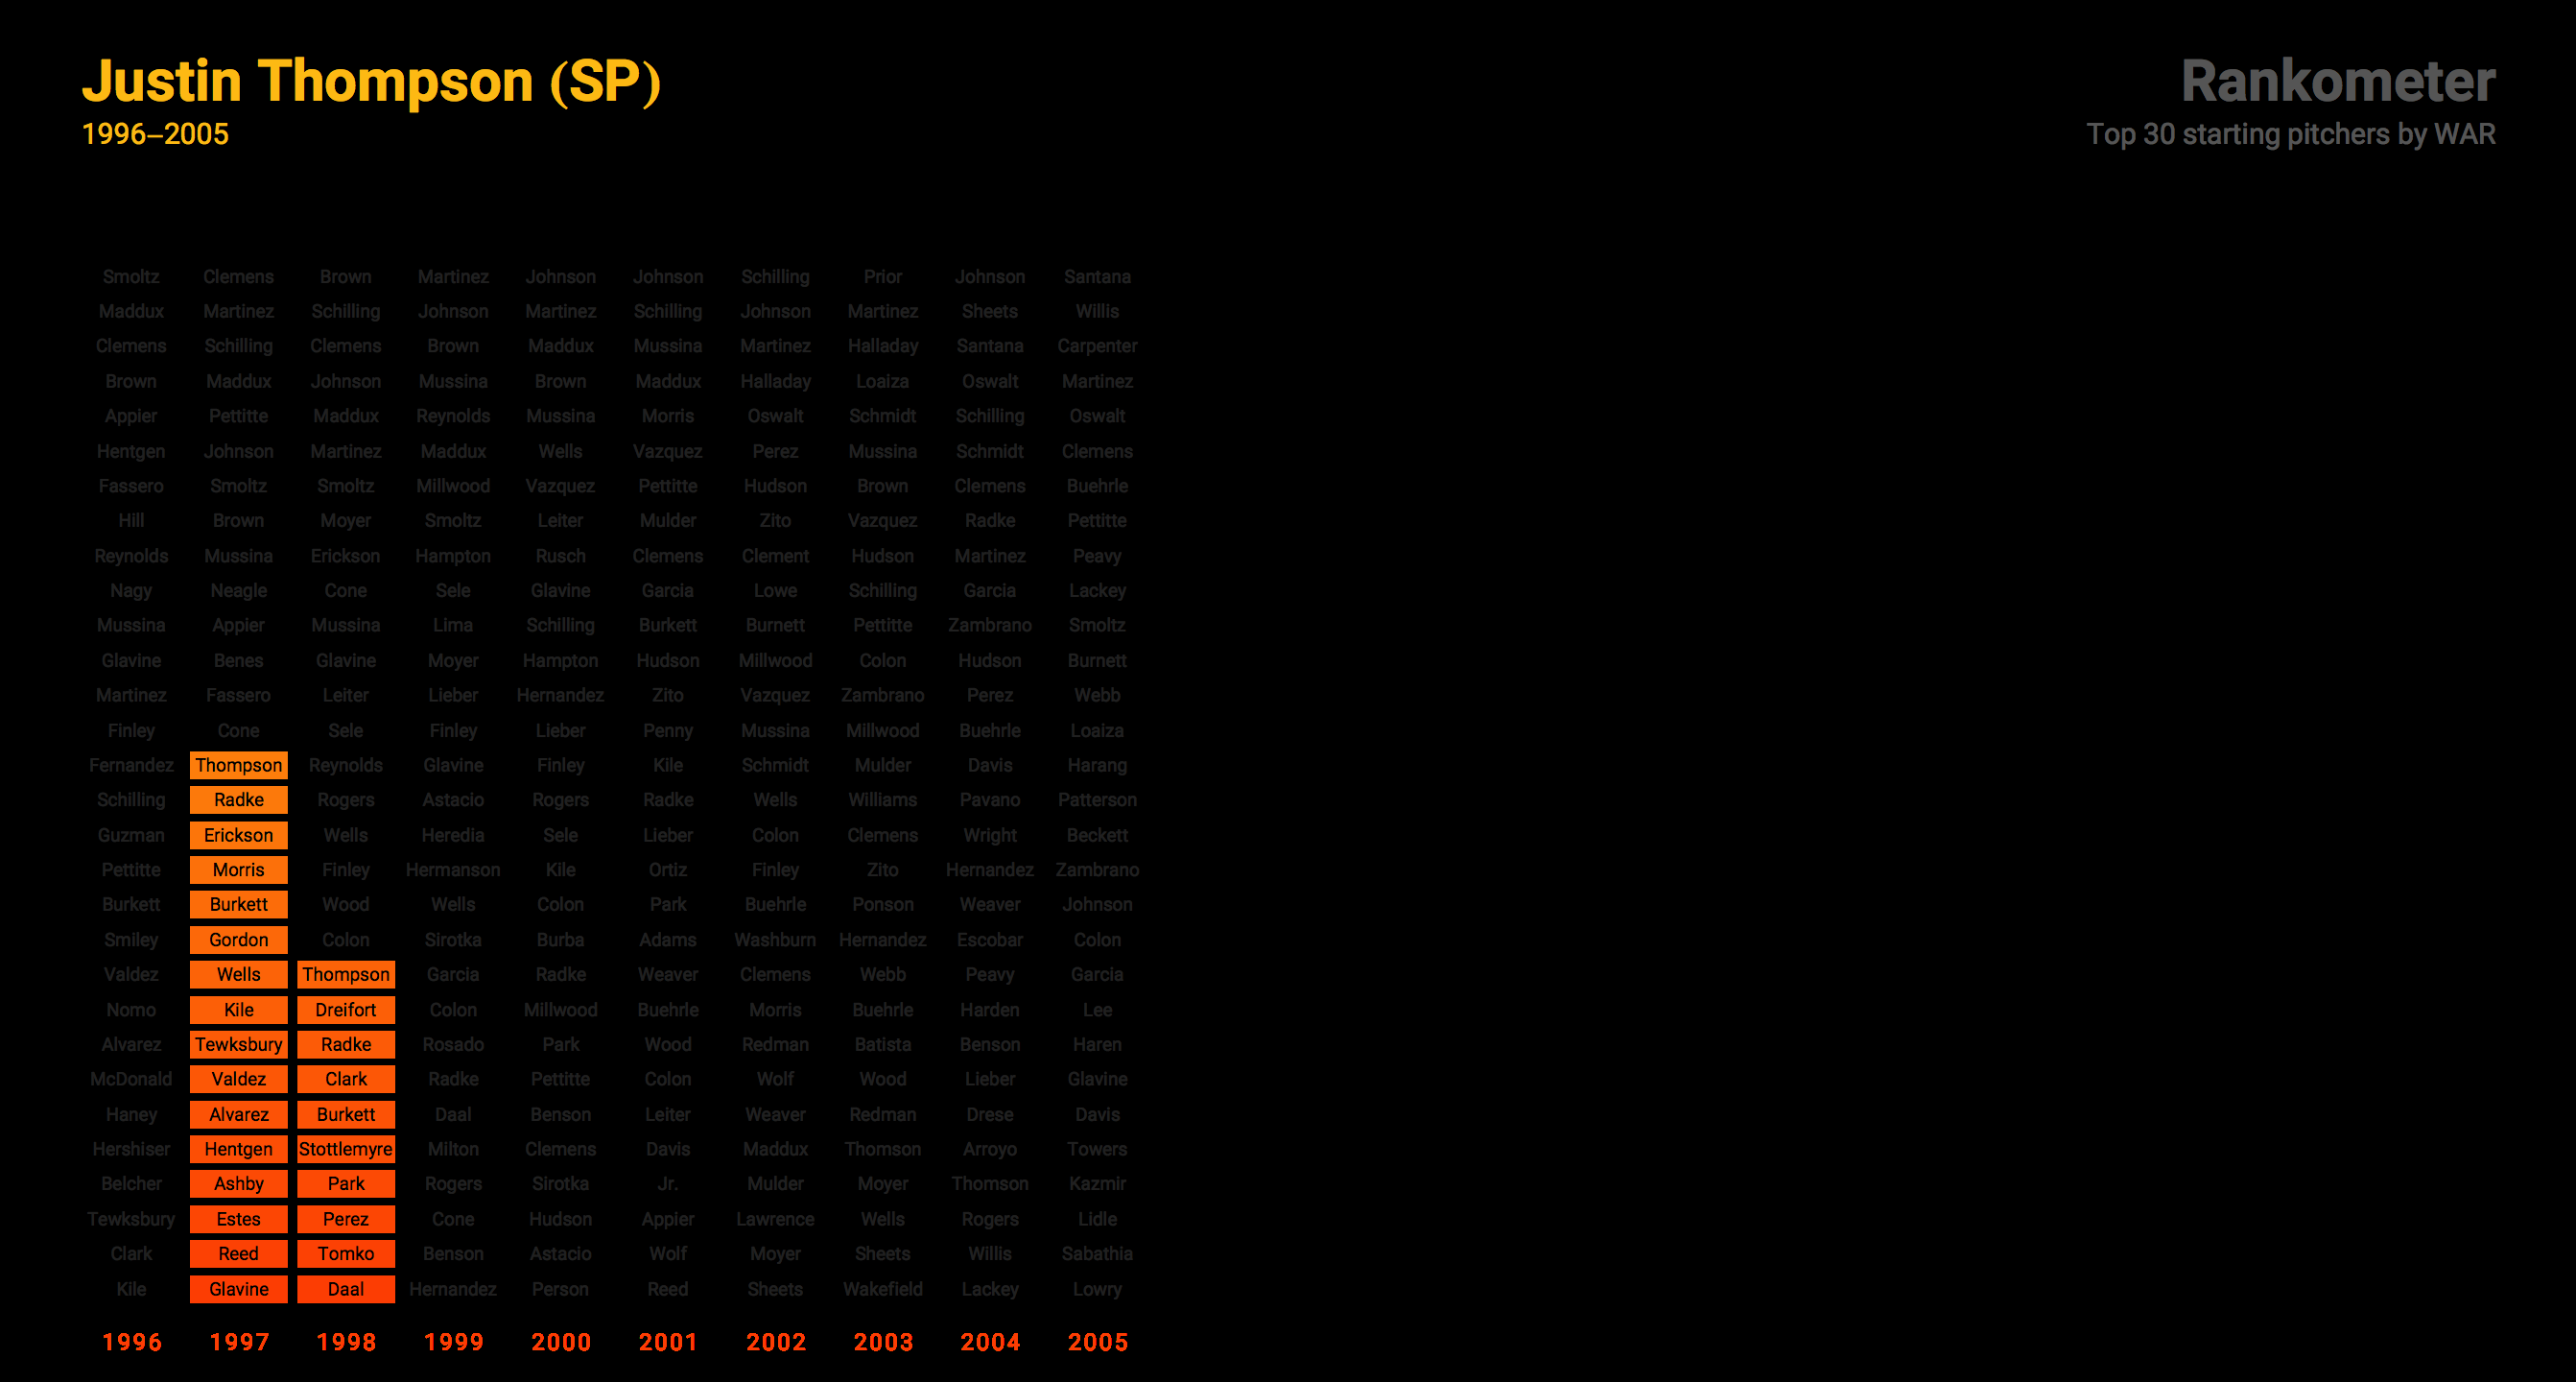 Justin Thompson (SP)
1996–2005
Rankometer
Top 30 starting pitchers by WAR
Smoltz Clemens Brown Martinez Johnson Johnson Schilling Prior Johnson Santana
Maddux Martinez Schilling Johnson Martinez Schilling Johnson Martinez Sheets Willis
Clemens Schilling Clemens Brown Maddux Mussina Martinez Halladay Santana Carpenter
Brown Maddux Johnson Mussina Brown Maddux Halladay Loaiza Oswalt Martinez
Appier Pettitte Maddux Reynolds Mussina Morris Oswalt Schmidt Schilling Oswalt
Hentgen Johnson Martinez Maddux Wells Vazquez Perez Mussina Schmidt Clemens
Fassero Smoltz Smoltz Millwood Vazquez Pettitte Hudson Brown Clemens Buehrle
Hill Brown Moyer Smoltz Leiter Mulder Zito Vazquez Radke Pettitte
Reynolds Mussina Erickson Hampton Rusch Clemens Clement Hudson Martinez Peavy
Nagy Neagle Cone Sele Glavine Garcia Lowe Schilling Garcia Lackey
Mussina Appier Mussina Lima Schilling Burkett Burnett Pettitte Zambrano Smoltz
Glavine Benes Glavine Moyer Hampton Hudson Millwood Colon Hudson Burnett
Martinez Fassero Leiter Lieber Hernandez Zito Vazquez Zambrano Perez Webb
Finley Cone Sele Finley Lieber Penny Mussina Millwood Buehrle Loaiza
Fernandez Thompson Reynolds Glavine Finley Kile Schmidt Mulder Davis Harang
Schilling Radke Rogers Astacio Rogers Radke Wells Williams Pavano Patterson
Guzman Erickson Wells Heredia Sele Lieber Colon Clemens Wright Beckett
Pettitte Morris Finley Hermanson Kile Ortiz Finley Zito Hernandez Zambrano
Burkett Burkett Wood Wells Colon Park Buehrle Ponson Weaver Johnson
Smiley Gordon Colon Sirotka Burba Adams Washburn Hernandez Escobar Colon
Valdez Wells Thompson Garcia Radke Weaver Clemens Webb Peavy Garcia
Nomo Kile Dreifort Colon Millwood Buehrle Morris Buehrle Harden Lee
Alvarez Tewksbury Radke Rosado Park Wood Redman Batista Benson Haren
McDonald Valdez Clark Radke Pettitte Colon Wolf Wood Lieber Glavine
Haney Alvarez Burkett Daal Benson Leiter Weaver Redman Drese Davis
Hershiser Hentgen Stottlemyre Milton Clemens Davis Maddux Thomson Arroyo Towers
Belcher Ashby Park Rogers Sirotka Jr. Mulder Moyer Thomson Kazmir
Tewksbury Estes Perez Cone Hudson Appier Lawrence Wells Rogers Lidle
Clark Reed Tomko Benson Astacio Wolf Moyer Sheets Willis Sabathia
Kile Glavine Daal Hernandez Person Reed Sheets Wakefield Lackey Lowry
1996 1997 1998 1999 2000 2001 2002 2003 2004 2005